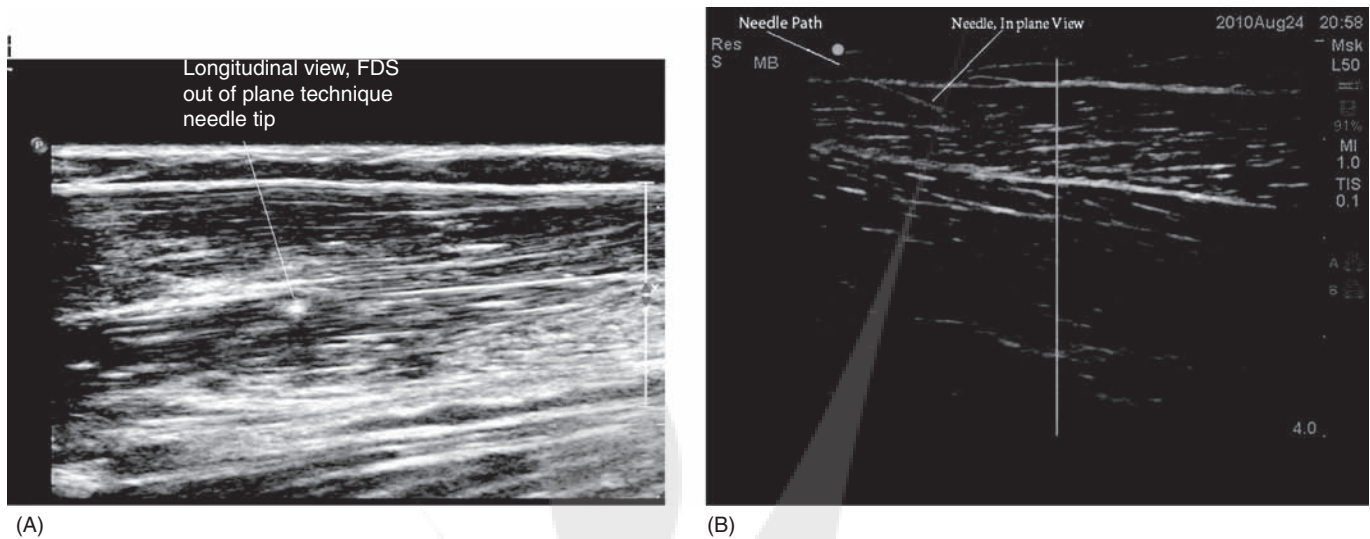 Longitudinal view, FDS
out of plane technique
needle tip
(A)
Needle Path
Needle, In plane View
2010Aug24 20:58
Res
S MB
Msk
L50
91%
MI
1.0
TIS
0.1
A
B
4.0
(B)